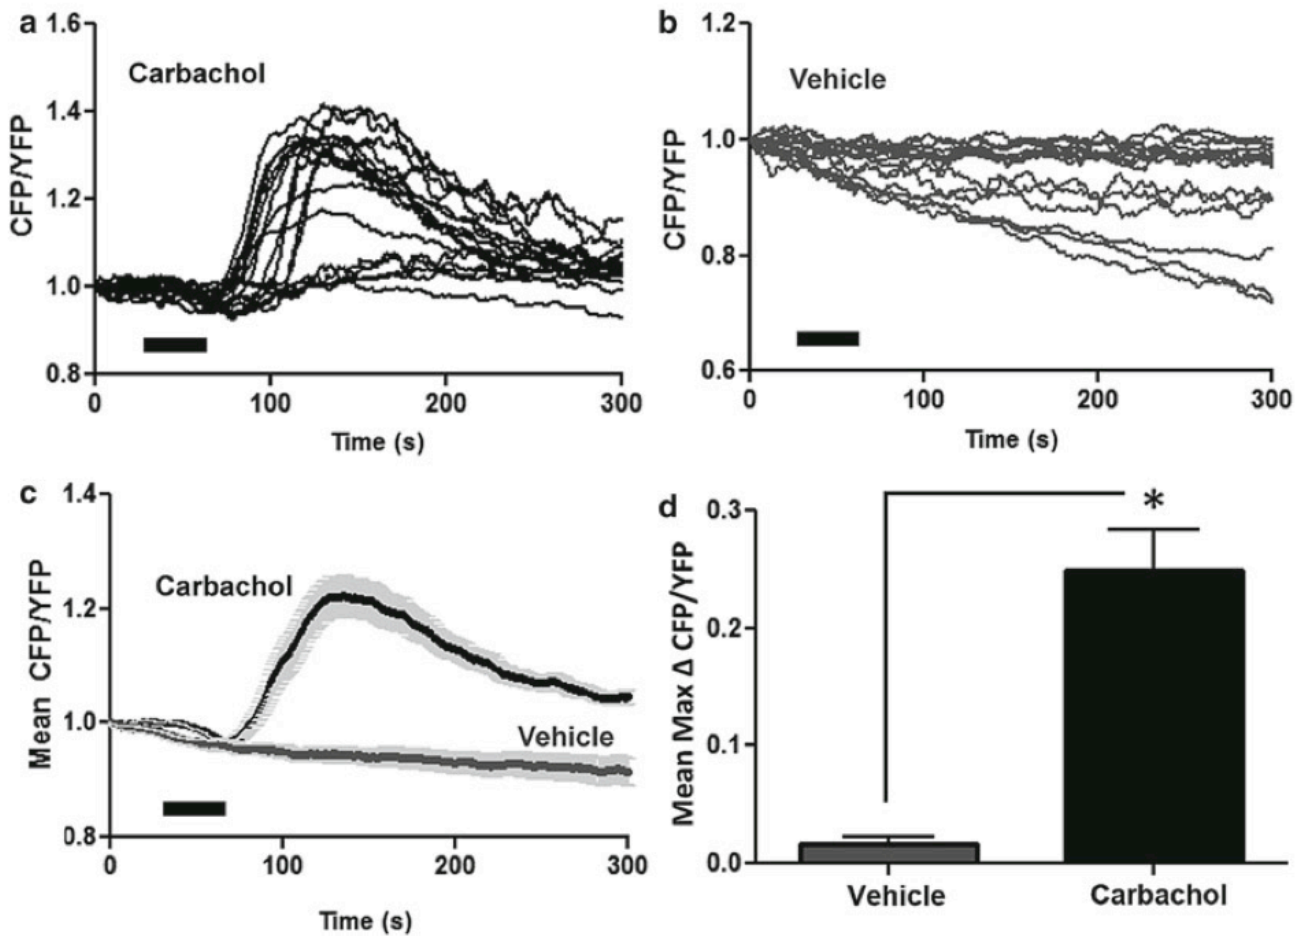 a
1.6
1.4
1.2
1.0
0.8
CFP/YFP
Carbachol
0
100
200
300
Time (s)
b
1.2
1.0
0.8
0.6
CFP/YFP
Vehicle
0
100
200
300
Time (s)
c
1.4
1.2
1.0
0.8
Mean CFP/YFP
Carbachol
Vehicle
0
100
200
300
Time (s)
d
0.3
0.2
0.1
0.0
Mean Max Δ CFP/YFP
*
Vehicle
Carbachol